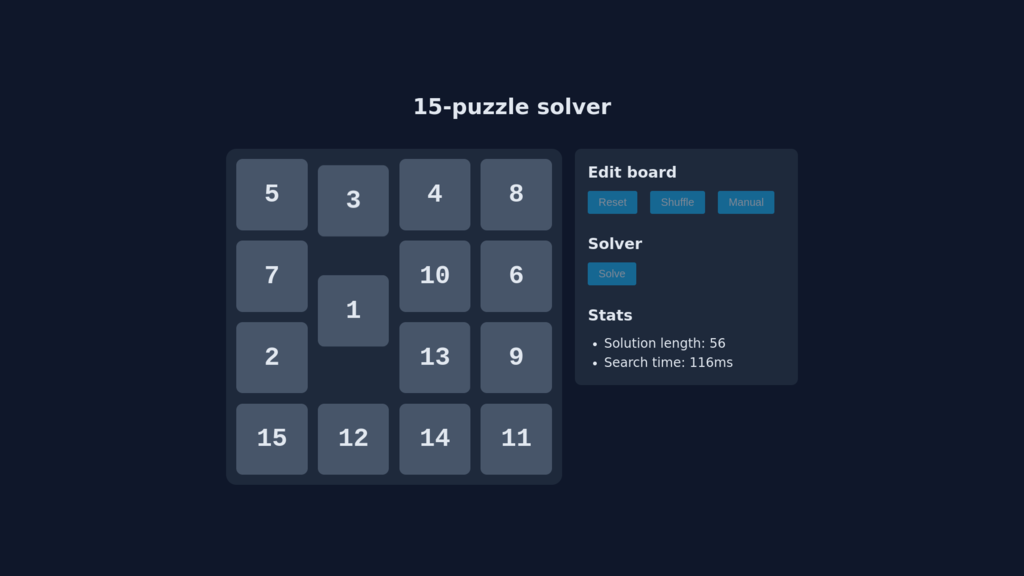 15-puzzle solver
5 3 4 8
7 1 10 6
2 13 9
15 12 14 11
Edit board
Reset Shuffle Manual
Solver
Solve
Stats
• Solution length: 56
• Search time: 116ms